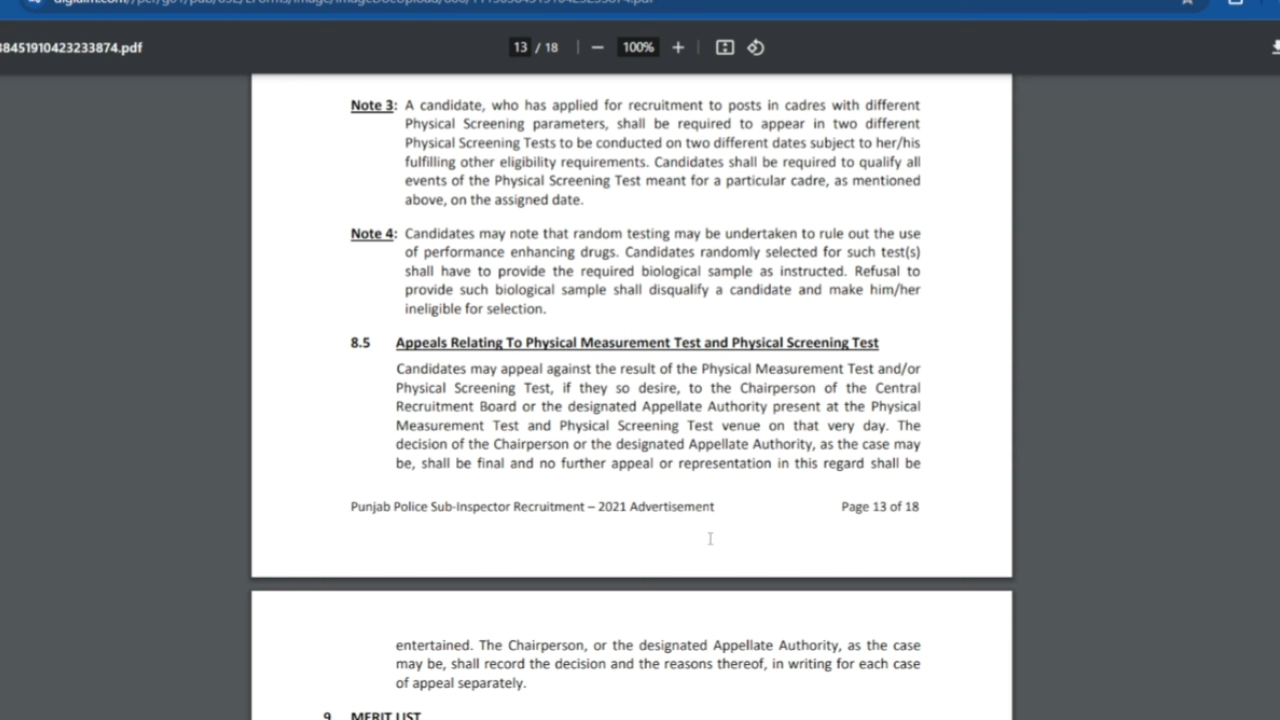 38451910423233874.pdf
13 / 18
100%
Note 3: A candidate, who has applied for recruitment to posts in cadres with different
Physical Screening parameters, shall be required to appear in two different
Physical Screening Tests to be conducted on two different dates subject to her/his
fulfilling other eligibility requirements. Candidates shall be required to qualify all
events of the Physical Screening Test meant for a particular cadre, as mentioned
above, on the assigned date.
Note 4: Candidates may note that random testing may be undertaken to rule out the use
of performance enhancing drugs. Candidates randomly selected for such test(s)
shall have to provide the required biological sample as instructed. Refusal to
provide such biological sample shall disqualify a candidate and make him/her
ineligible for selection.
8.5 Appeals Relating To Physical Measurement Test and Physical Screening Test
Candidates may appeal against the result of the Physical Measurement Test and/or
Physical Screening Test, if they so desire, to the Chairperson of the Central
Recruitment Board or the designated Appellate Authority present at the Physical
Measurement Test and Physical Screening Test venue on that very day. The
decision of the Chairperson or the designated Appellate Authority, as the case may
be, shall be final and no further appeal or representation in this regard shall be
Punjab Police Sub-Inspector Recruitment – 2021 Advertisement Page 13 of 18
entertained. The Chairperson, or the designated Appellate Authority, as the case
may be, shall record the decision and the reasons thereof, in writing for each case
of appeal separately.
9 MERIT LIST